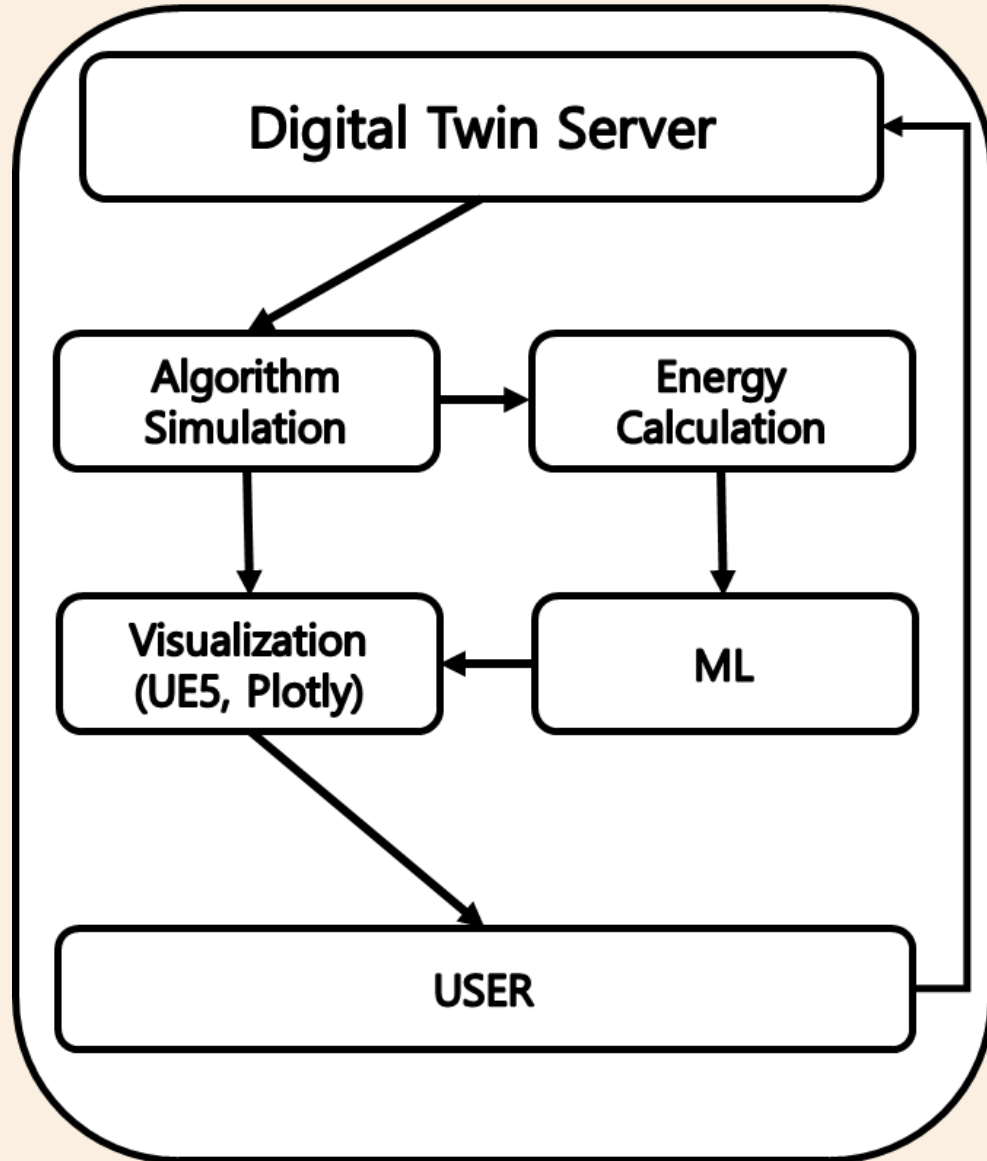 Digital Twin Server
Algorithm
Simulation
Energy
Calculation
Visualization
(UE5, Plotly)
ML
USER